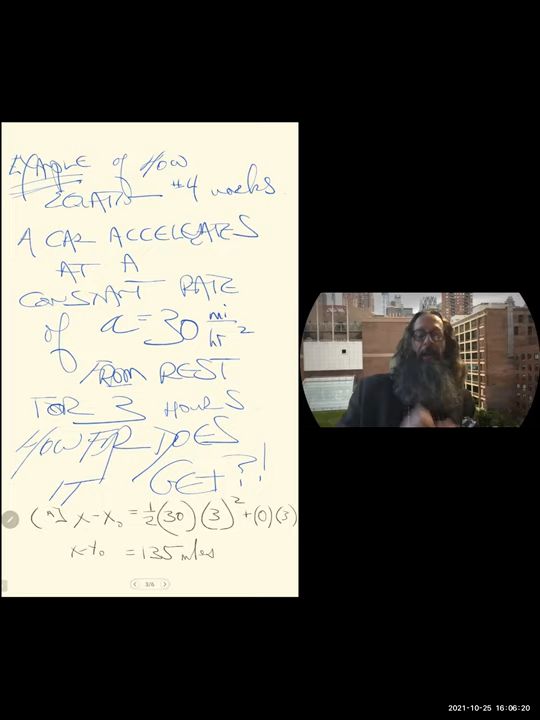 EXAMPLE of HOW
EQUATION #4 works
A CAR ACCELERATES
AT A
CONSTANT RATE
of a = 30 mi/hr²
FROM REST
FOR 3 HOURS
HOW FAR DOES
IT GET?!
x-x₀ = ½(30)(3)² + (0)(3)
x-x₀ = 135 miles
3/6
2021-10-25 16:06:20